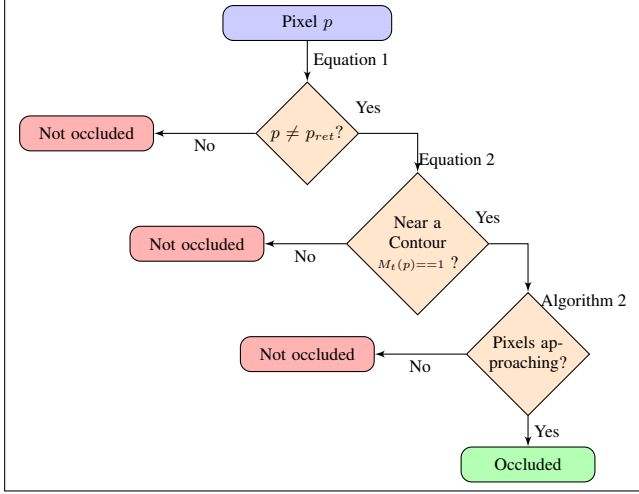 Pixel p
Equation 1
Yes
p ≠ p_ret?
Not occluded
No
Equation 2
Near a
Contour
M_t(p)==1 ?
Yes
Not occluded
No
Algorithm 2
Pixels ap-
proaching?
Not occluded
No
Yes
Occluded